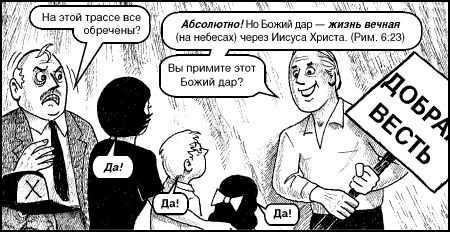 На этой трассе все
обречены?
Абсолютно! Но Божий дар — жизнь вечная
(на небесах) через Иисуса Христа. (Рим. 6:23)
Вы примите этот
Божий дар?
Да!
Да!
Да!
ДОБРАЯ
ВЕСТЬ
X